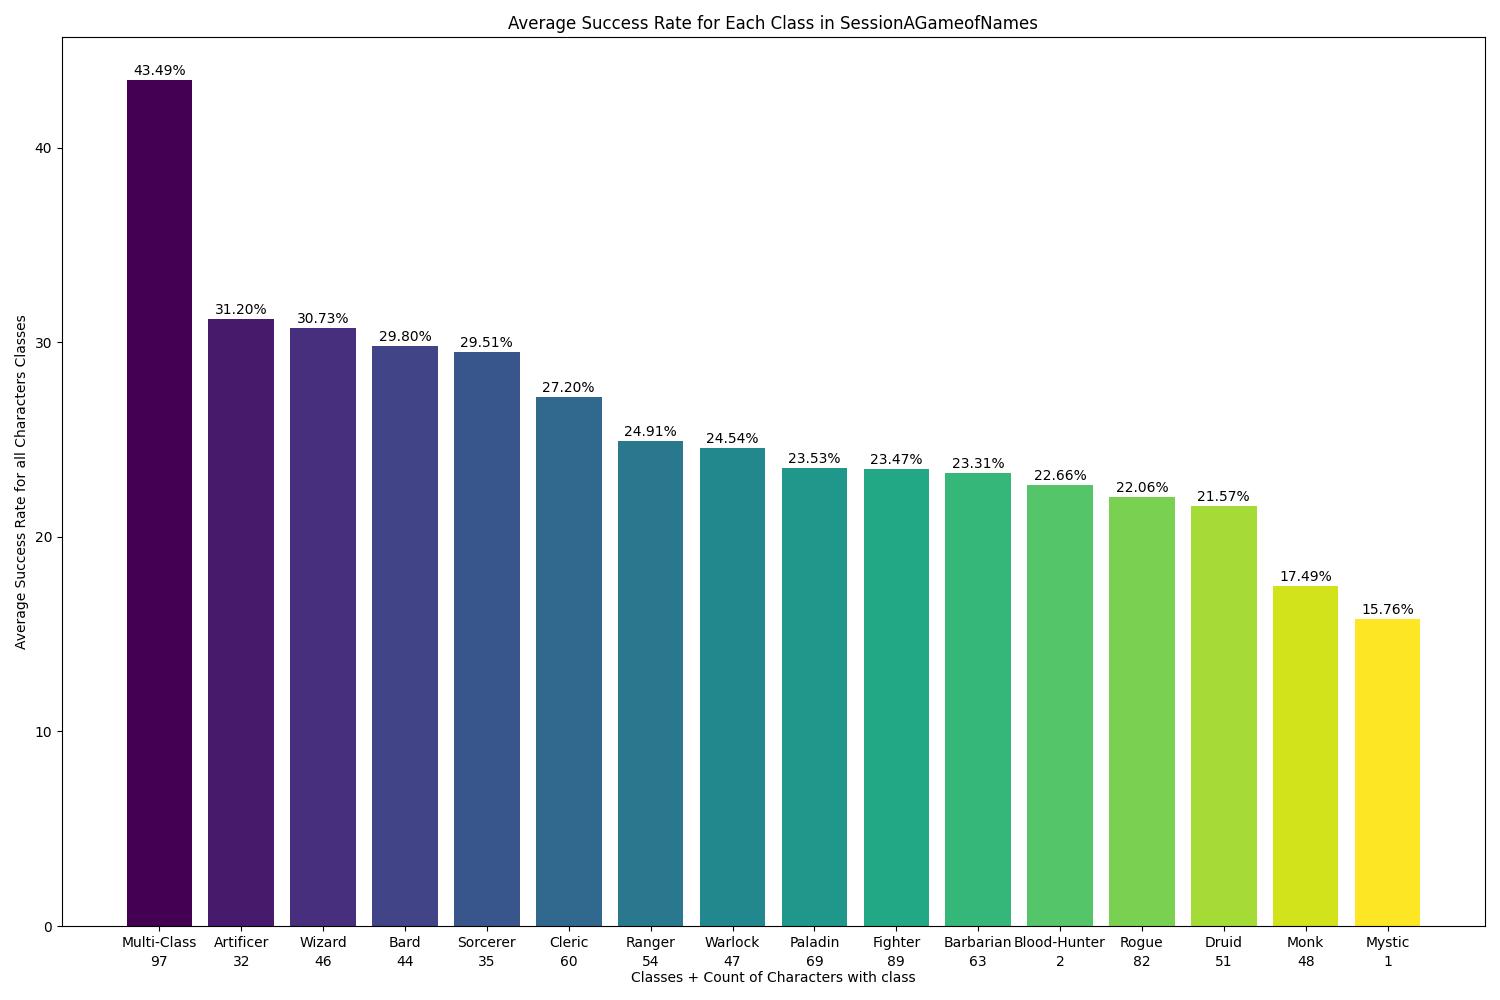 Average Success Rate for Each Class in SessionAGameofNames
Average Success Rate for all Characters Classes
40
30
20
10
0
43.49%
31.20%
30.73%
29.80%
29.51%
27.20%
24.91%
24.54%
23.53%
23.47%
23.31%
22.66%
22.06%
21.57%
17.49%
15.76%
Multi-Class
97
Artificer
32
Wizard
46
Bard
44
Sorcerer
35
Cleric
60
Ranger
54
Warlock
47
Paladin
69
Fighter
89
Barbarian
63
Blood-Hunter
2
Rogue
82
Druid
51
Monk
48
Mystic
1
Classes + Count of Characters with class